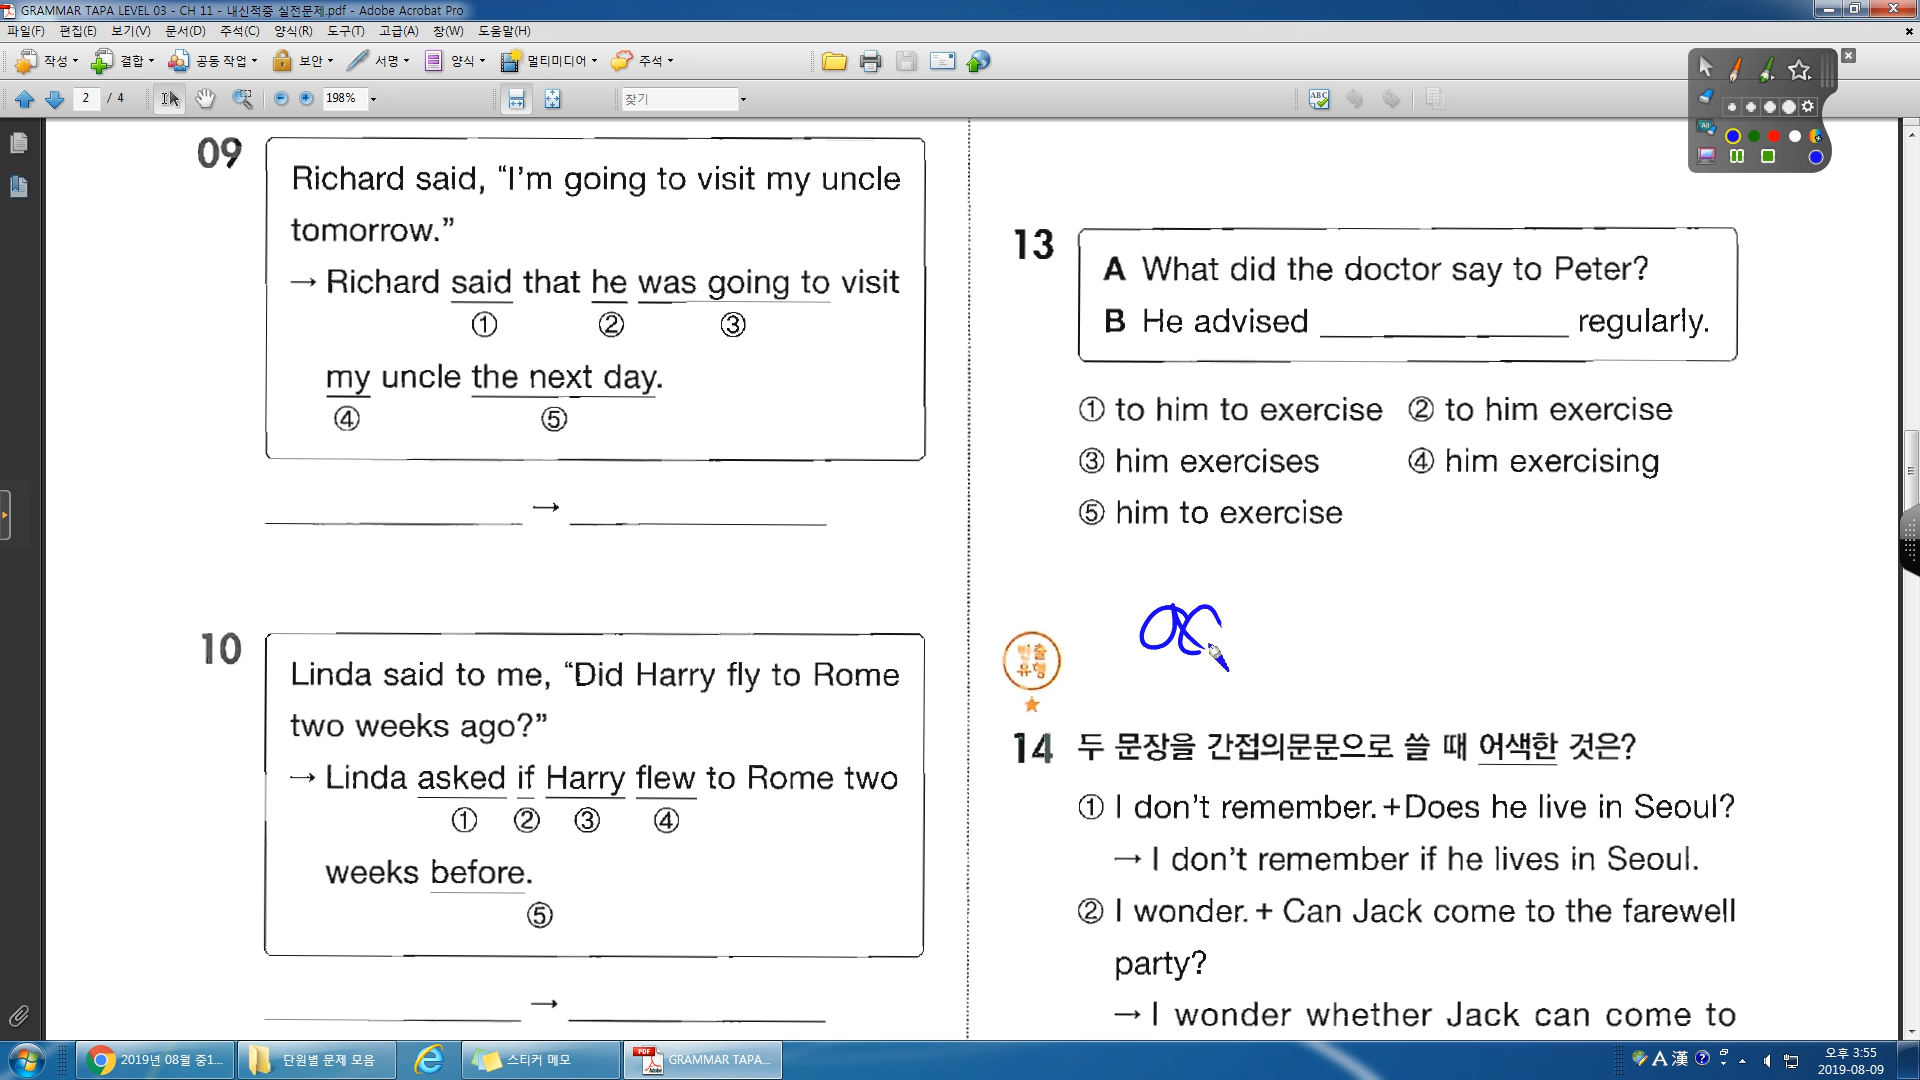 GRAMMAR TAPA LEVEL 03 - CH 11 - 내신적중 실전문제.pdf - Adobe Acrobat Pro
파일(F) 편집(E) 보기(V) 문서(D) 주석(C) 양식(R) 도구(T) 고급(A) 창(W) 도움말(H)
작성 결합 공동 작업 보안 서명 양식 멀티미디어 주석
2 / 4 198% 찾기
09
Richard said, “I’m going to visit my uncle
tomorrow.”
→ Richard said that he was going to visit
① ② ③
my uncle the next day.
④ ⑤
→
10
Linda said to me, “Did Harry fly to Rome
two weeks ago?”
→ Linda asked if Harry flew to Rome two
① ② ③ ④
weeks before.
⑤
→
13
A What did the doctor say to Peter?
B He advised ______________ regularly.
① to him to exercise ② to him exercise
③ him exercises ④ him exercising
⑤ him to exercise
빈출
유형
14 두 문장을 간접의문문으로 쓸 때 어색한 것은?
① I don’t remember. + Does he live in Seoul?
→ I don’t remember if he lives in Seoul.
② I wonder. + Can Jack come to the farewell
party?
→ I wonder whether Jack can come to
2019년 08월 중1... 단원별 문제 모음 스티커 메모 GRAMMAR TAPA...
A 漢
오후 3:55
2019-08-09